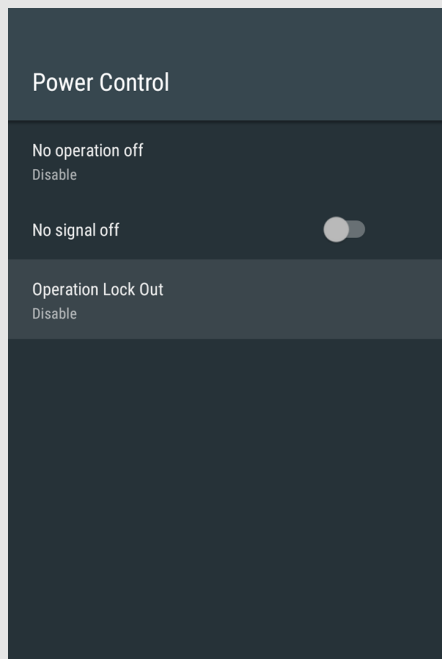 Power Control
No operation off
Disable
No signal off
Operation Lock Out
Disable